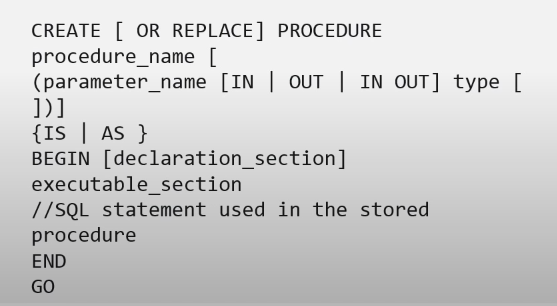 CREATE [ OR REPLACE] PROCEDURE
procedure_name [
(parameter_name [IN | OUT | IN OUT] type [
])]
{IS | AS }
BEGIN [declaration_section]
executable_section
//SQL statement used in the stored
procedure
END
GO